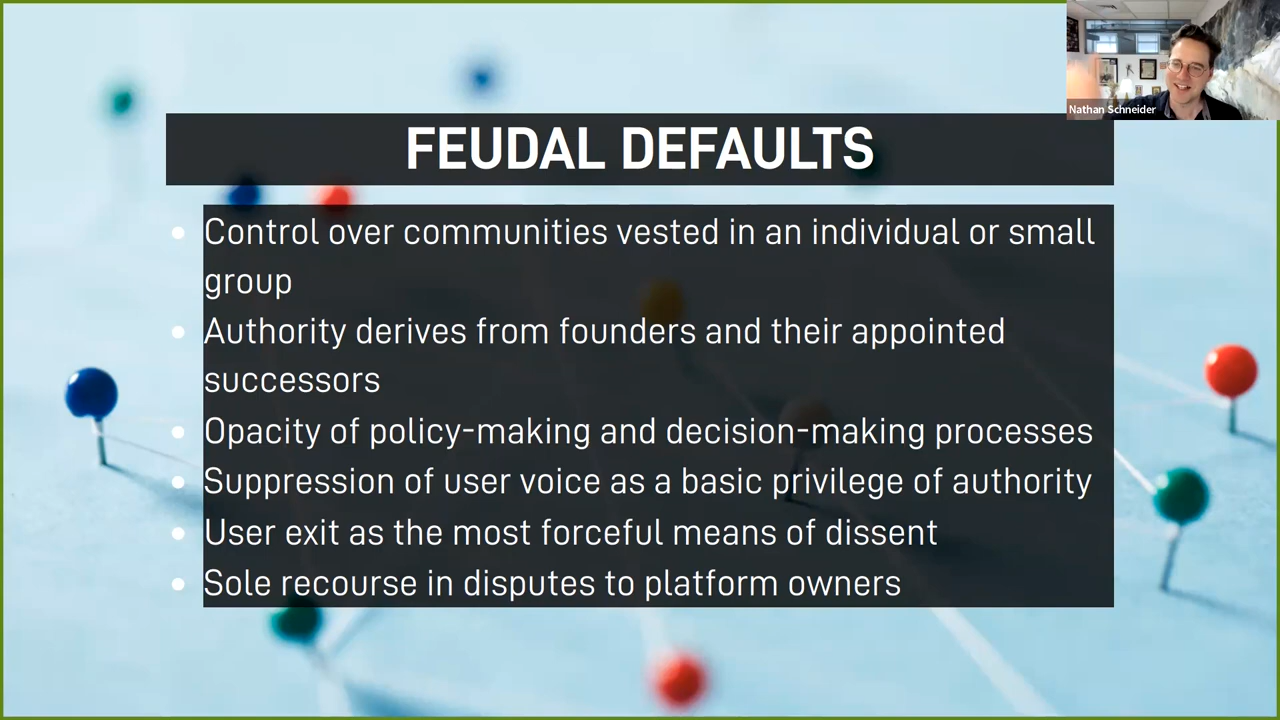 Nathan Schneider
FEUDAL DEFAULTS
• Control over communities vested in an individual or small
group
• Authority derives from founders and their appointed
successors
• Opacity of policy-making and decision-making processes
• Suppression of user voice as a basic privilege of authority
• User exit as the most forceful means of dissent
• Sole recourse in disputes to platform owners